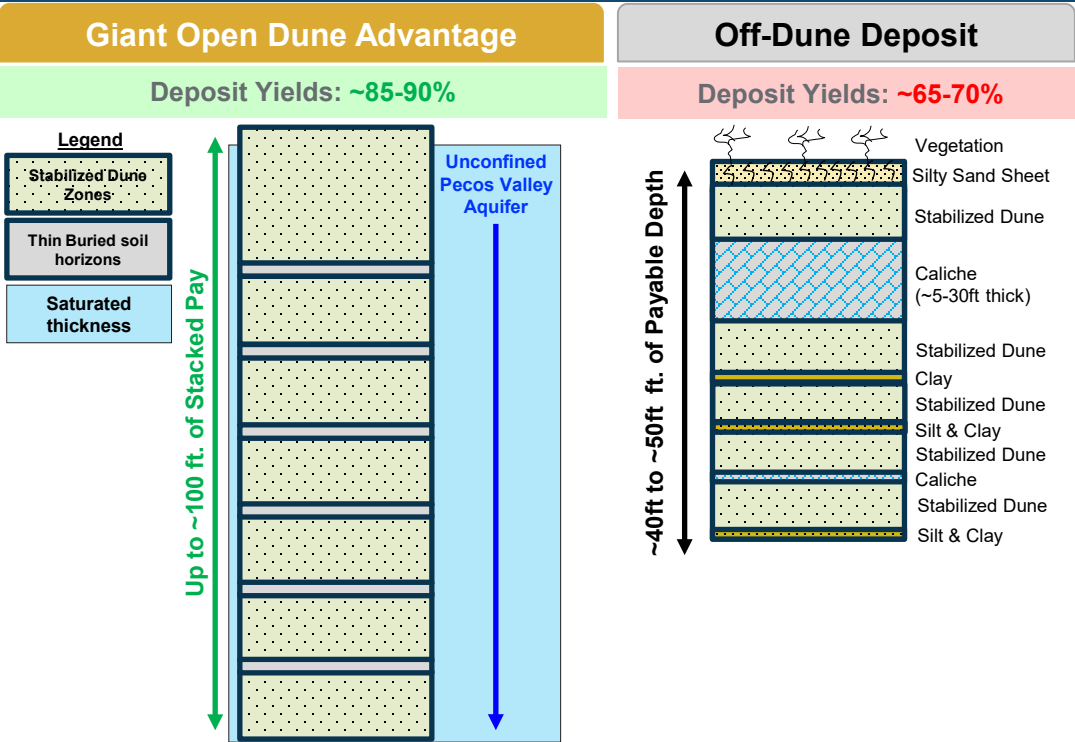 Giant Open Dune Advantage
Deposit Yields: ~85-90%
Legend
Stabilized Dune
Zones
Thin Buried soil
horizons
Saturated
thickness
Up to ~100 ft. of Stacked Pay
Unconfined
Pecos Valley
Aquifer
Off-Dune Deposit
Deposit Yields: ~65-70%
~40ft to ~50ft  ft. of Payable Depth
Vegetation
Silty Sand Sheet
Stabilized Dune
Caliche
(~5-30ft thick)
Stabilized Dune
Clay
Stabilized Dune
Silt & Clay
Stabilized Dune
Caliche
Stabilized Dune
Silt & Clay